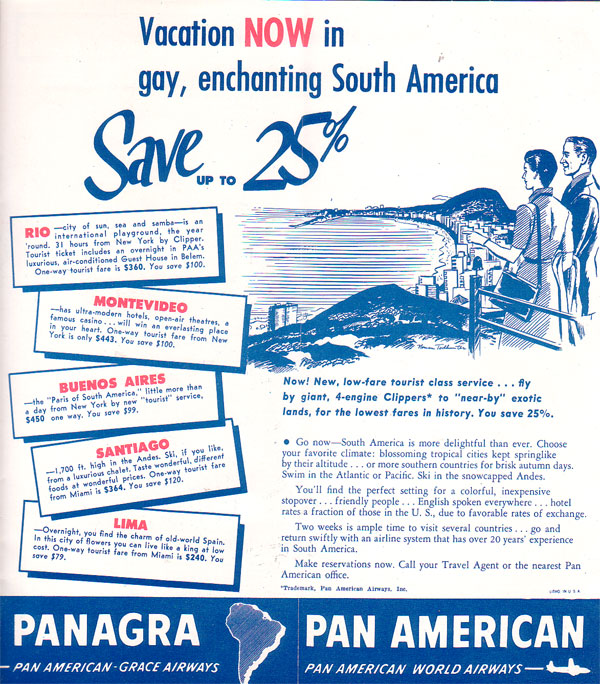 Vacation NOW in
gay, enchanting South America
Save UP TO 25%
RIO —city of sun, sea and samba—is an
international playground, the year
'round. 31 hours from New York by Clipper.
Tourist ticket includes an overnight in PAA's
luxurious, air-conditioned Guest House in Belem.
One-way tourist fare is $360. You save $100.
MONTEVIDEO
—has ultra-modern hotels, open-air theatres, a
famous casino . . . will win an everlasting place
in your heart. One-way tourist fare from New
York is only $443. You save $100.
BUENOS AIRES
—the "Paris of South America," little more than
a day from New York by new "tourist" service,
$450 one way. You save $99.
SANTIAGO
—1,700 ft. high in the Andes. Ski, if you like,
from a luxurious chalet. Taste wonderful, different
foods at wonderful prices. One-way tourist fare
from Miami is $364. You save $120.
LIMA
—Overnight, you find the charm of old-world Spain.
In this city of flowers you can live like a king at low
cost. One-way tourist fare from Miami is $240. You
save $79.
Now! New, low-fare tourist class service . . . fly
by giant, 4-engine Clippers* to "near-by" exotic
lands, for the lowest fares in history. You save 25%.
● Go now—South America is more delightful than ever. Choose
your favorite climate: blossoming tropical cities kept springlike
by their altitude . . . or more southern countries for brisk autumn days.
Swim in the Atlantic or Pacific. Ski in the snowcapped Andes.
You'll find the perfect setting for a colorful, inexpensive
stopover . . . friendly people . . . English spoken everywhere . . . hotel
rates a fraction of those in the U. S., due to favorable rates of exchange.
Two weeks is ample time to visit several countries . . . go and
return swiftly with an airline system that has over 20 years' experience
in South America.
Make reservations now. Call your Travel Agent or the nearest Pan
American office.
*Trademark, Pan American Airways, Inc.
LITHO IN U S A
PANAGRA
PAN AMERICAN-GRACE AIRWAYS
PAN AMERICAN
PAN AMERICAN WORLD AIRWAYS